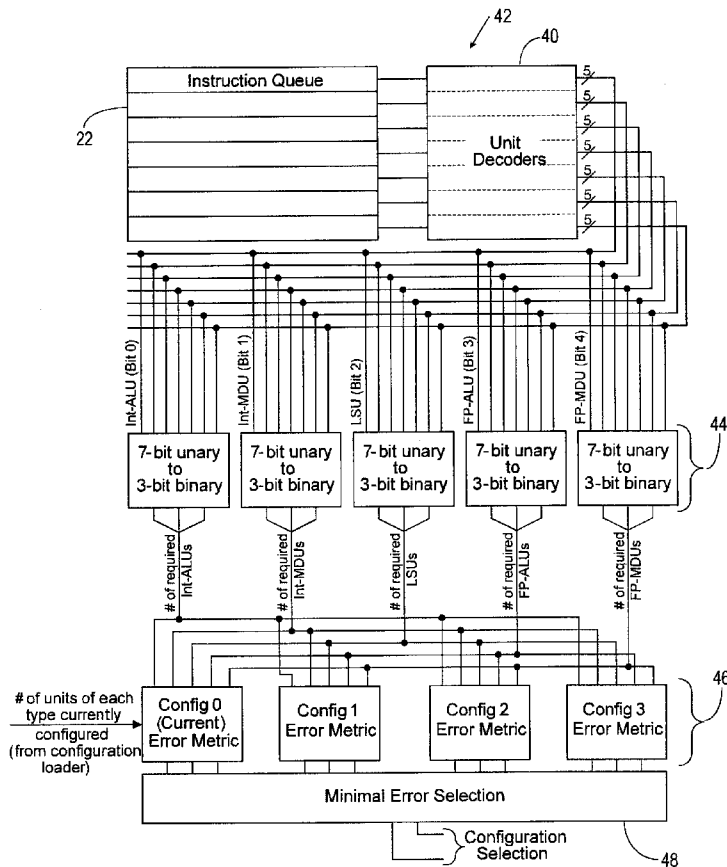 42
40
Instruction Queue
22
Unit
Decoders
5
5
5
5
5
5
5
Int-ALU (Bit 0)
Int-MDU (Bit 1)
LSU (Bit 2)
FP-ALU (Bit 3)
FP-MDU (Bit 4)
44
7-bit unary
to
3-bit binary
7-bit unary
to
3-bit binary
7-bit unary
to
3-bit binary
7-bit unary
to
3-bit binary
7-bit unary
to
3-bit binary
# of required
Int-ALUs
# of required
Int-MDUs
# of required
LSUs
# of required
FP-ALUs
# of required
FP-MDUs
46
# of units of each
type currently
configured
(from configuration
loader)
Config 0
(Current)
Error Metric
Config 1
Error Metric
Config 2
Error Metric
Config 3
Error Metric
Minimal Error Selection
Configuration
Selection
48